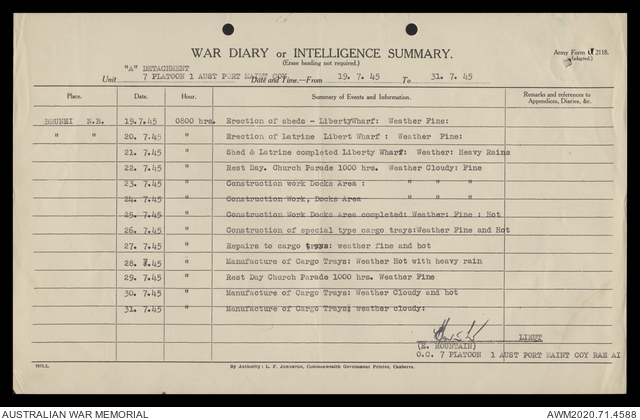 WAR DIARY or INTELLIGENCE SUMMARY.
(Erase heading not required.)
Army Form 2118.
(adapted.)
"A" DETACHMENT
Unit 7 PLATOON 1 AUST PORT MAINT COY Date and Time.—From 19. 7. 45 To 31. 7. 45
Place. Date. Hour. Summary of Events and Information. Remarks and references to Appendices, Diaries, &c.
N.B. 19.7.45 0800 hrs. Erection of sheds - LibertyWharf: Weather Fine:
" " 20. 7.45 " Erection of Latrine Libert Wharf : Weather Fine:
21. 7.45 " Shed & Latrine completed Liberty Wharf: Weather: Heavy Rains
22. 7.45 " Rest Day. Church Parade 1000 hrs. Weather Cloudy: Fine
23. 7.45 " Construction work Docks Area : " " "
24. 7.45 " Construction Work, Docks Area " " "
25. 7.45 " Construction Work Docks Area completed: Weather: Fine : Hot
26. 7.45 " Construction of special type cargo trays:Weather Fine and Hot
27. 7.45 " Repairs to cargo trays: weather fine and hot
28. 7.45 " Manufacture of Cargo Trays: Weather Hot with heavy rain
29. 7.45 " Rest Day Church Parade 1000 hrs. Weather Fine
30. 7.45 " Manufacture of Cargo Trays: Weather Cloudy and hot
31. 7.45 " Manufacture of Cargo Trays: weather cloudy:
LIEUT
(E. MOUNTAIN)
O.C. 7 PLATOON 1 AUST PORT MAINT COY RAE AI
By Authority: L. F. Johnston, Commonwealth Government Printer, Canberra.
AUSTRALIAN WAR MEMORIAL AWM2020.71.4588